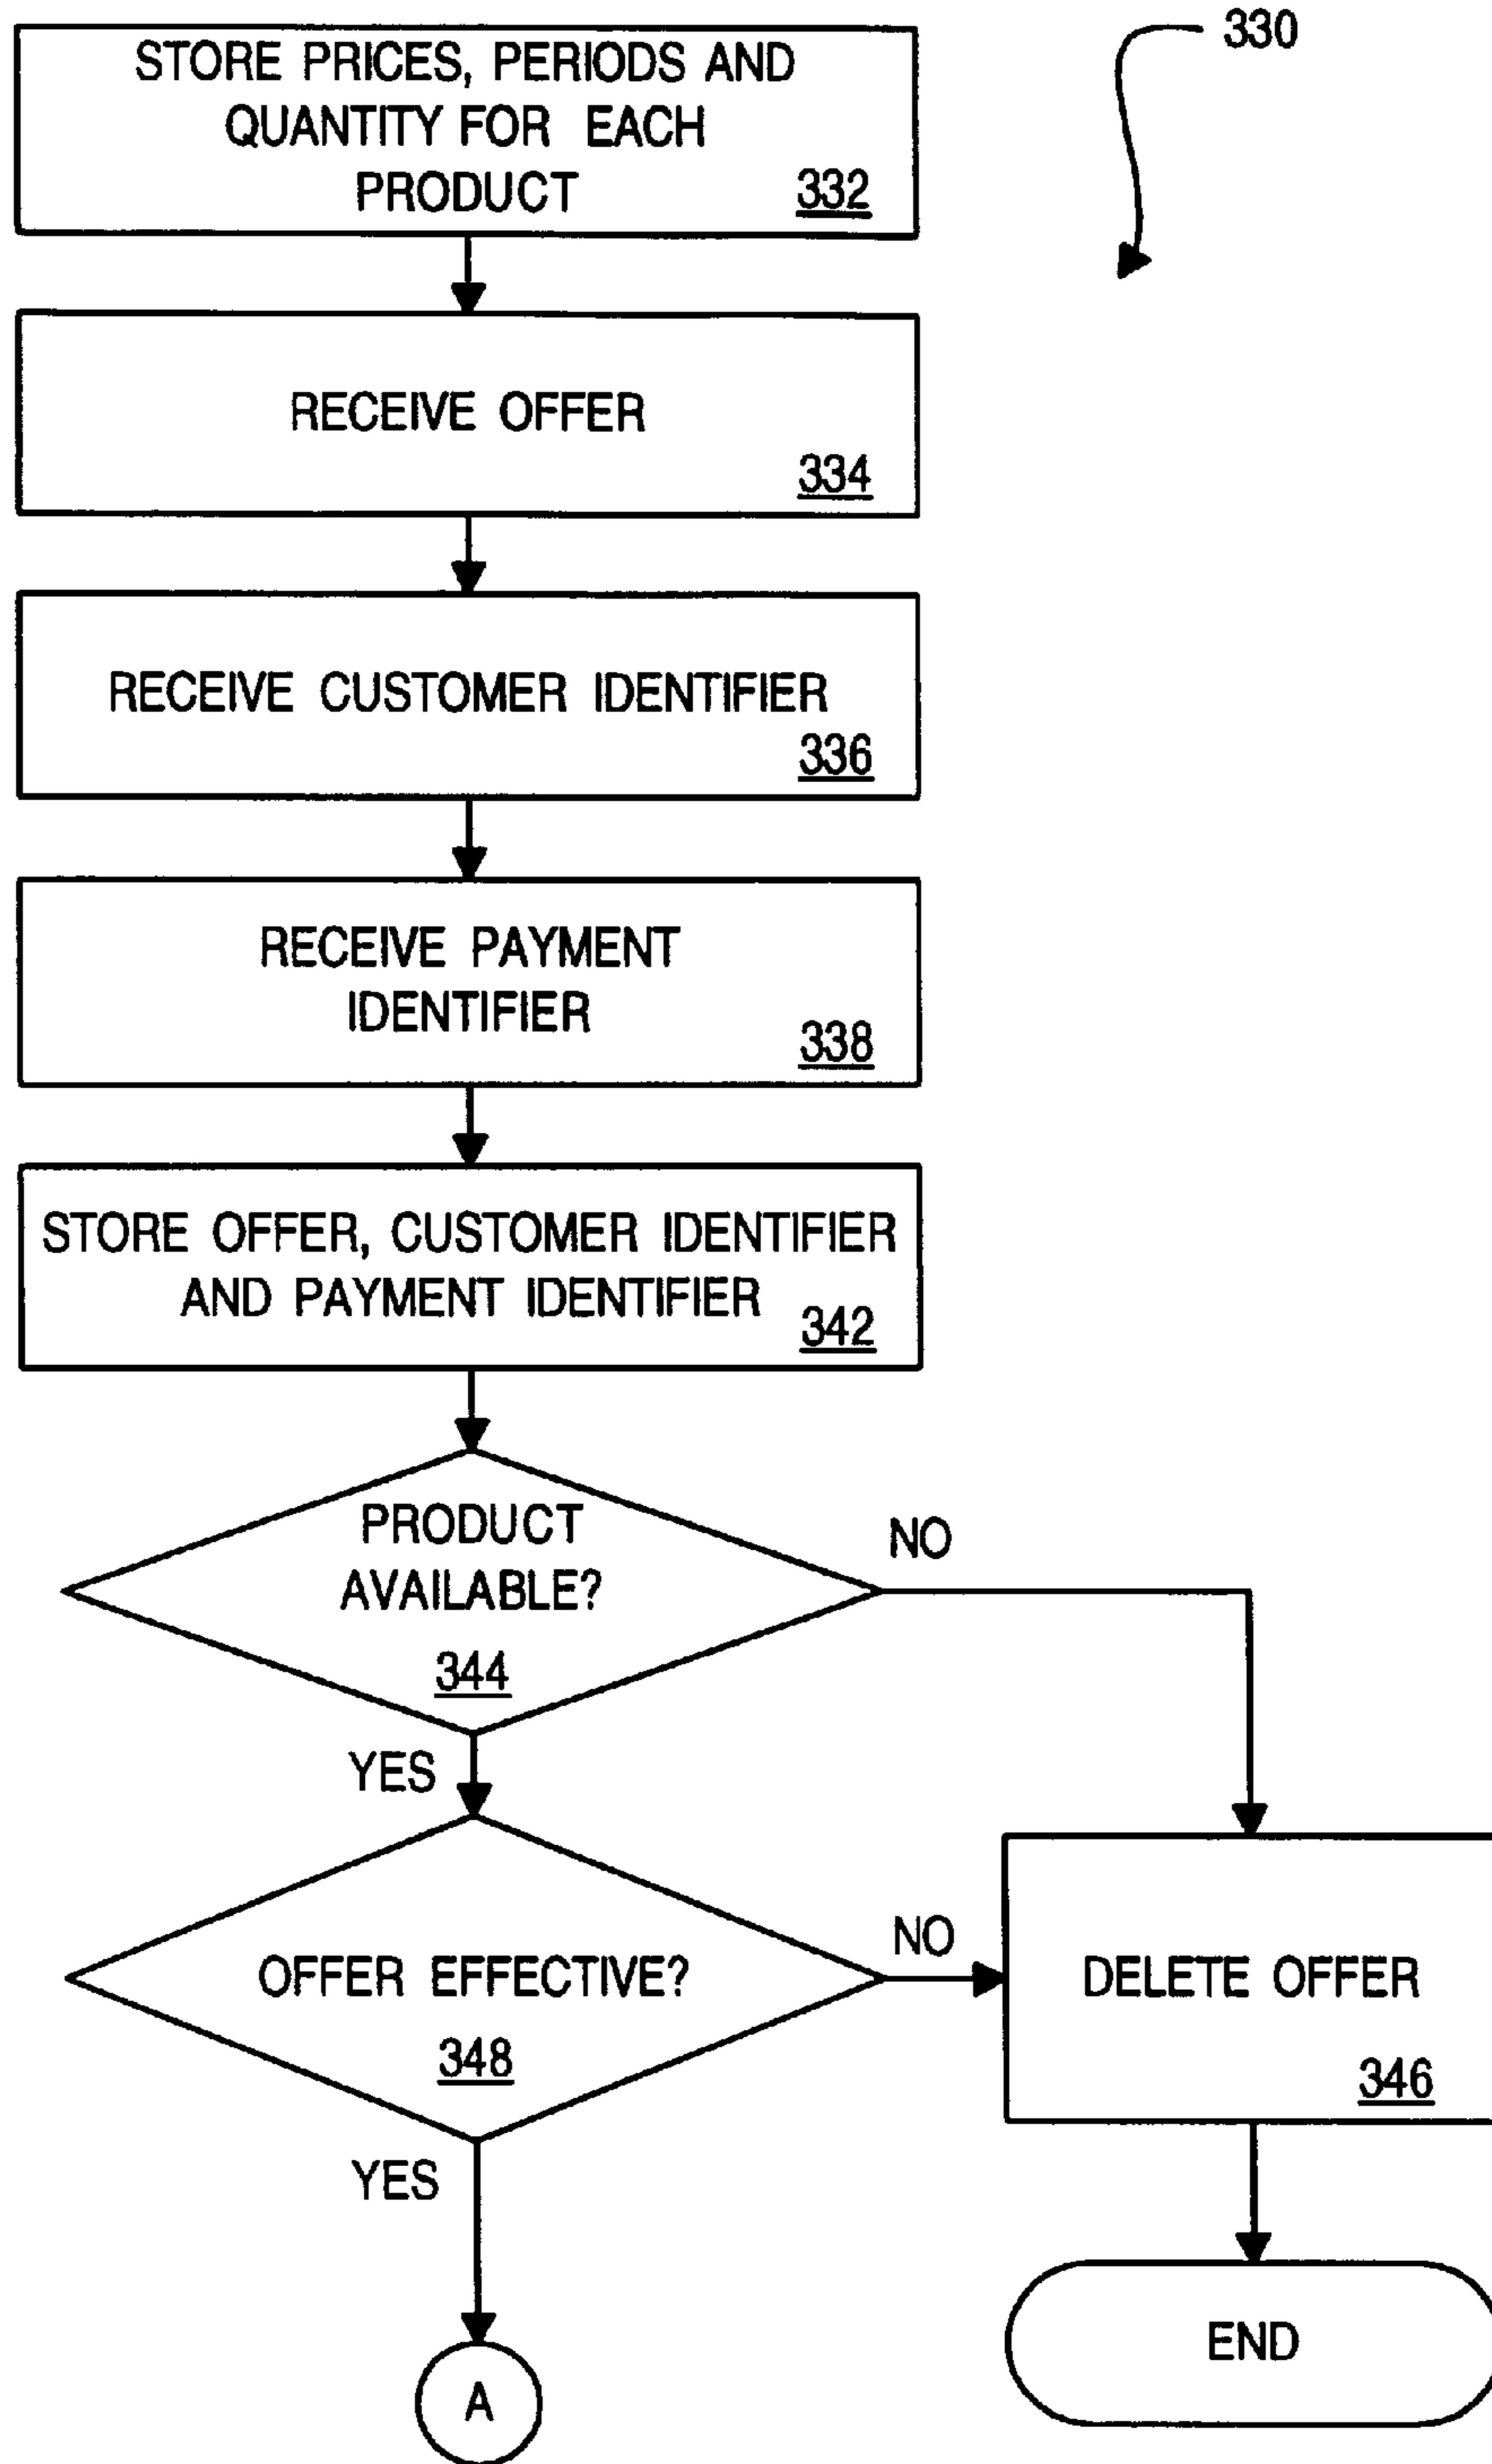 330
STORE PRICES, PERIODS AND
QUANTITY FOR EACH
PRODUCT 332
RECEIVE OFFER
334
RECEIVE CUSTOMER IDENTIFIER
336
RECEIVE PAYMENT
IDENTIFIER
338
STORE OFFER, CUSTOMER IDENTIFIER
AND PAYMENT IDENTIFIER
342
PRODUCT
AVAILABLE?
344
NO
YES
OFFER EFFECTIVE?
348
NO
DELETE OFFER
346
YES
END
A